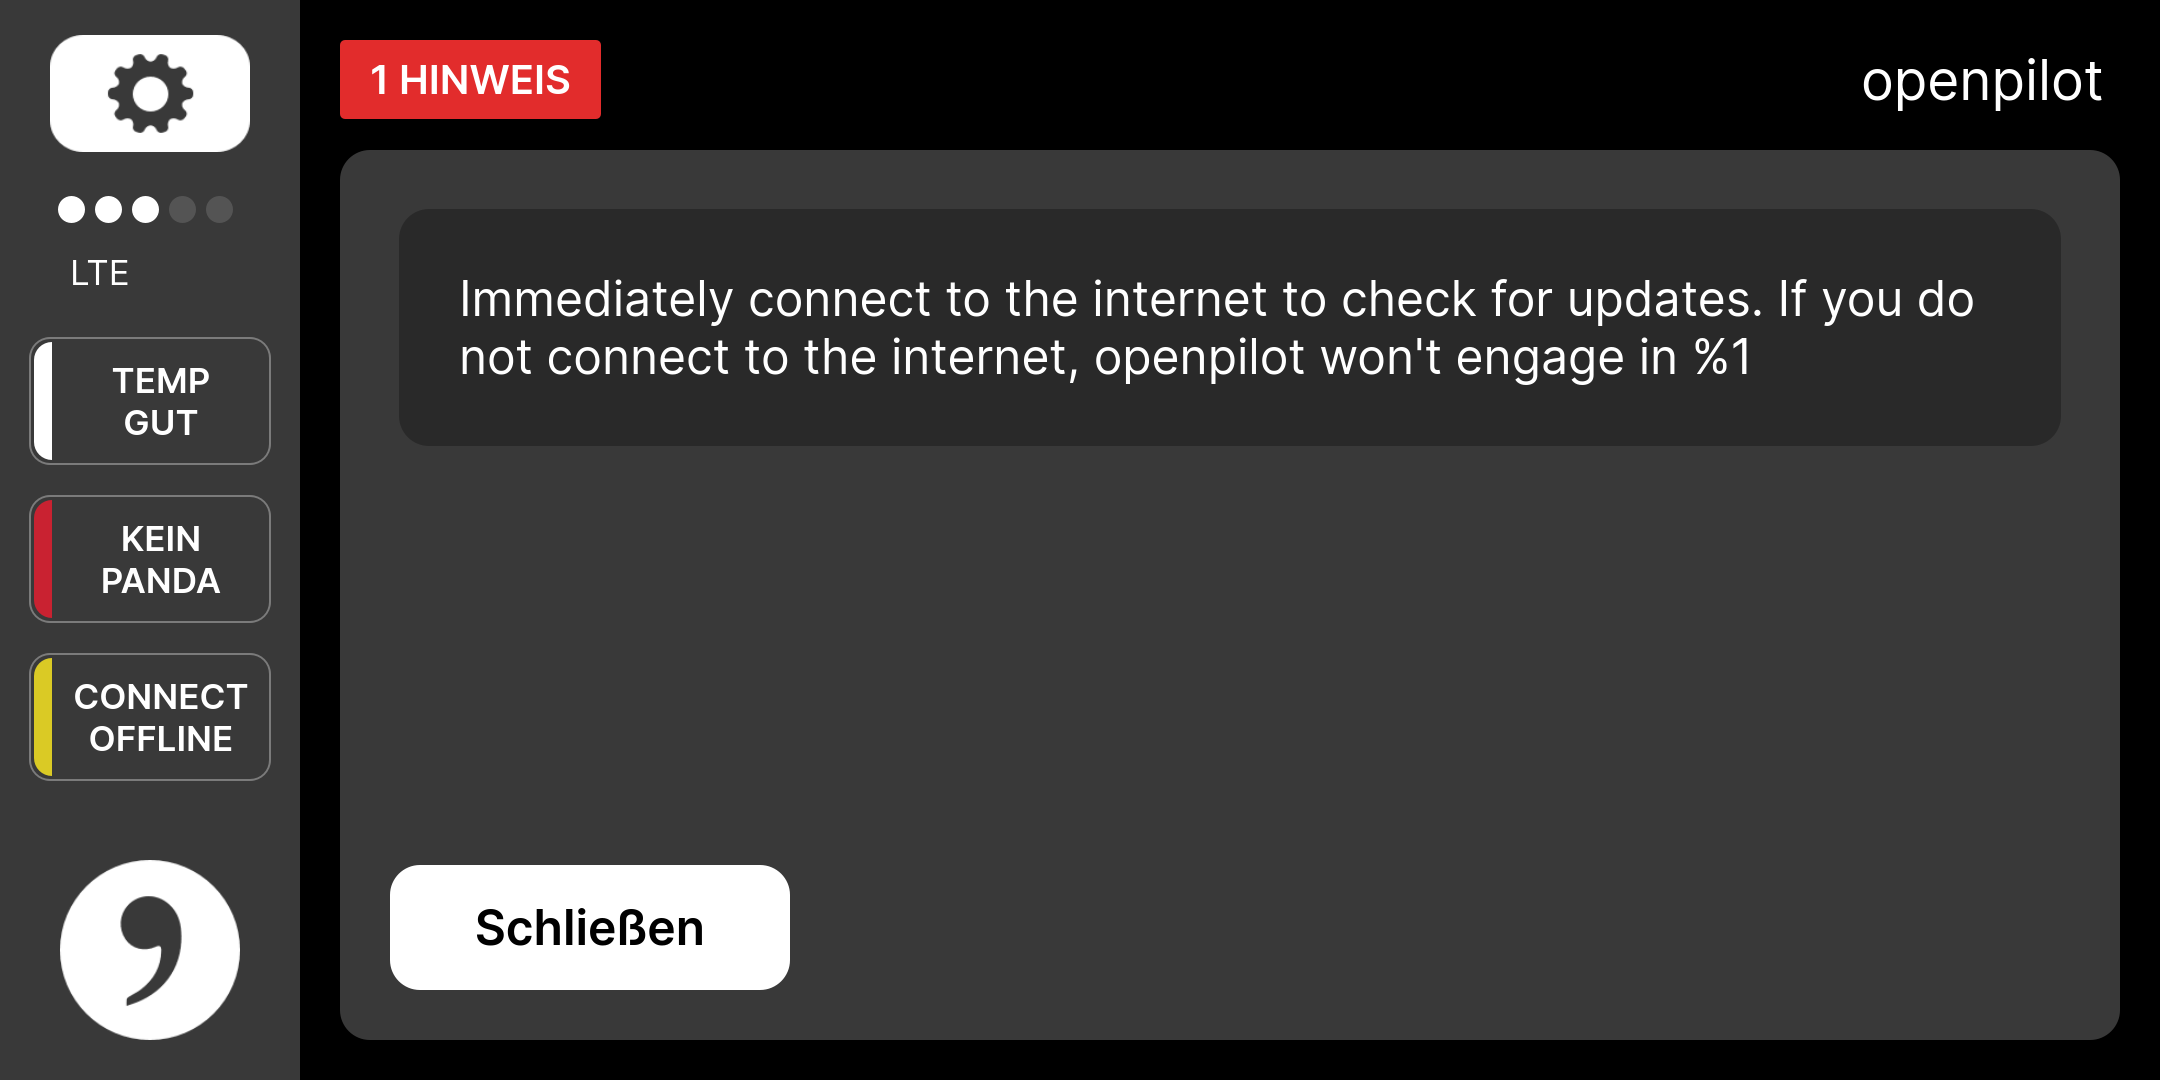 LTE
TEMP
GUT
KEIN
PANDA
CONNECT
OFFLINE
1 HINWEIS
openpilot
Immediately connect to the internet to check for updates. If you do
not connect to the internet, openpilot won't engage in %1
Schließen